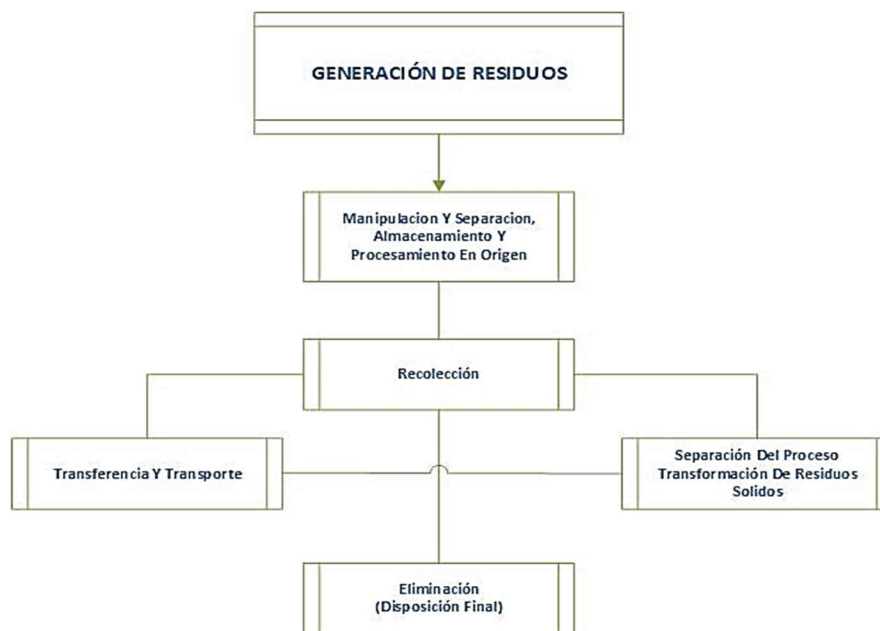 GENERACIÓN DE RESIDUOS
Manipulacion Y Separacion,
Almacenamiento Y
Procesamiento En Origen
Recolección
Transferencia Y Transporte
Separación Del Proceso
Transformación De Residuos
Solidos
Eliminación
(Disposición Final)